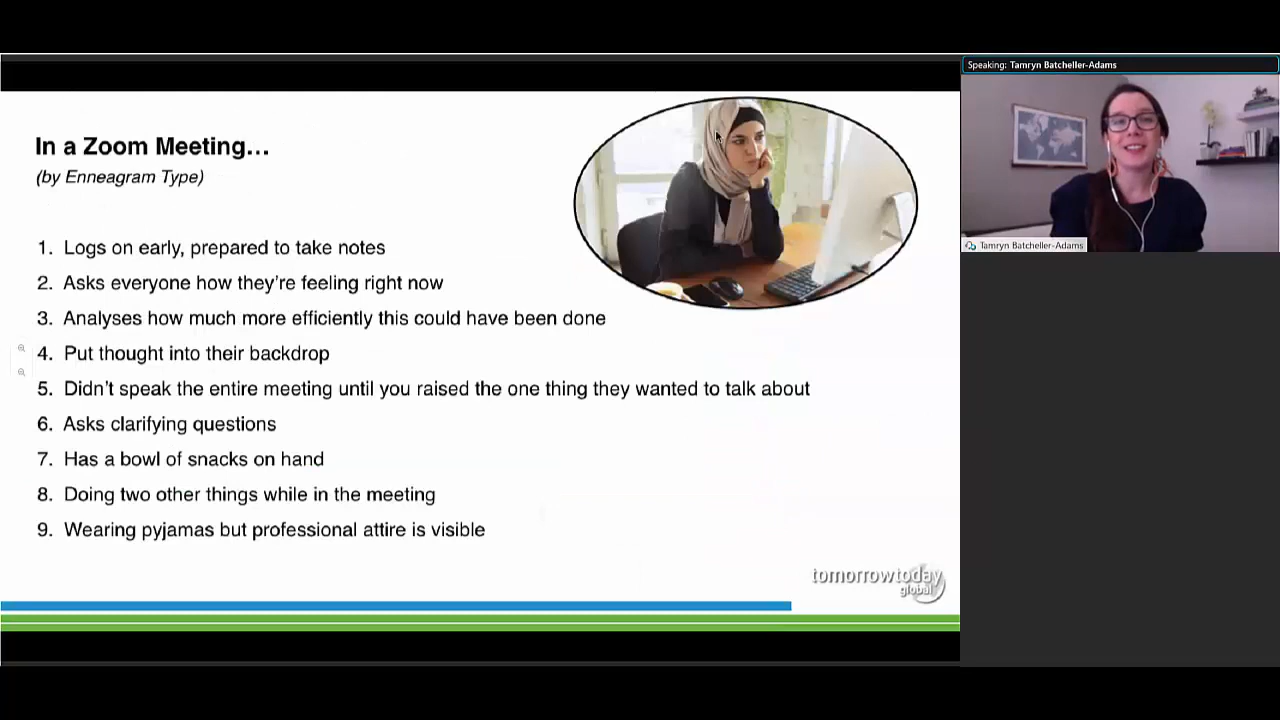 Speaking: Tamryn Batcheller-Adams
In a Zoom Meeting…
(by Enneagram Type)
1. Logs on early, prepared to take notes
2. Asks everyone how they're feeling right now
3. Analyses how much more efficiently this could have been done
4. Put thought into their backdrop
5. Didn't speak the entire meeting until you raised the one thing they wanted to talk about
6. Asks clarifying questions
7. Has a bowl of snacks on hand
8. Doing two other things while in the meeting
9. Wearing pyjamas but professional attire is visible
Tamryn Batcheller-Adams
tomorrowtoday
global